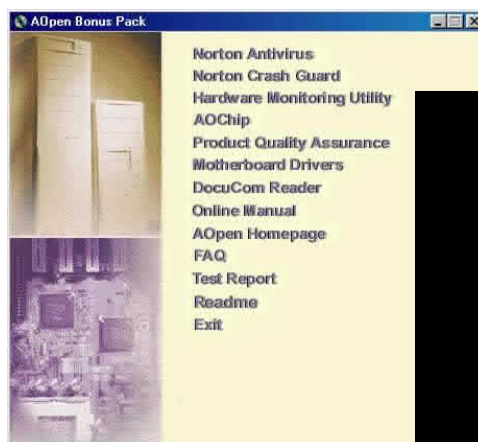 AOpen Bonus Pack
Norton Antivirus
Norton Crash Guard
Hardware Monitoring Utility
AOChip
Product Quality Assurance
Motherboard Drivers
DocuCom Reader
Online Manual
AOpen Homepage
FAQ
Test Report
Readme
Exit